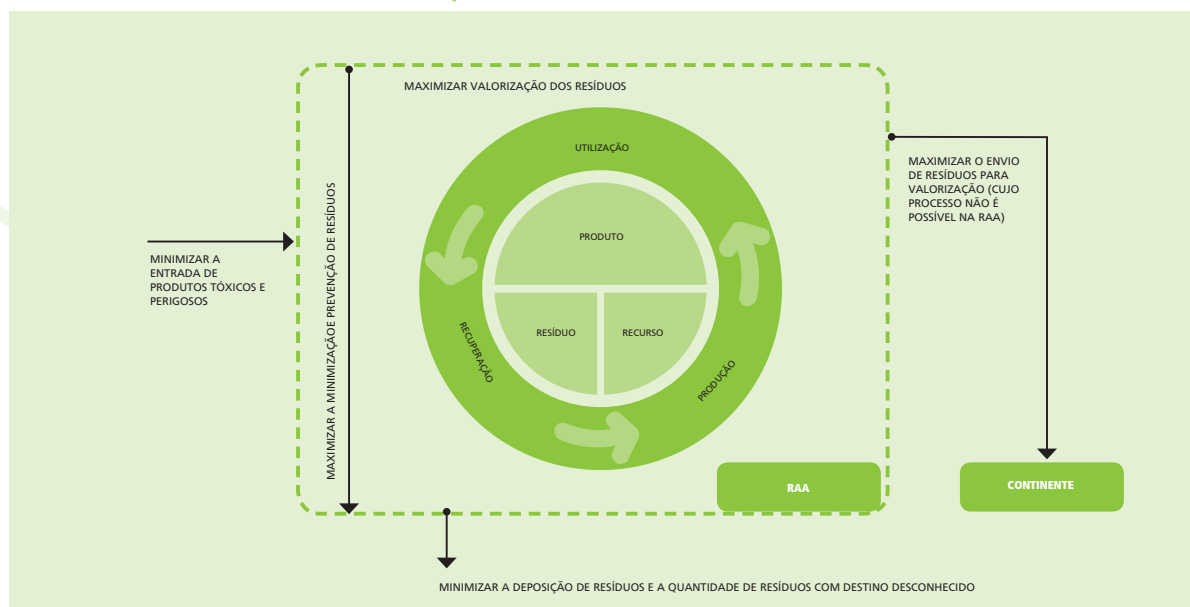 MAXIMIZAR VALORIZAÇÃO DOS RESÍDUOS
UTILIZAÇÃO
MAXIMIZAR O ENVIO
DE RESÍDUOS PARA
VALORIZAÇÃO (CUJO
PROCESSO NÃO É
POSSÍVEL NA RAA)
MAXIMIZAR A MINIMIZAÇÃOE PREVENÇÃO DE RESÍDUOS
PRODUTO
MINIMIZAR A
ENTRADA DE
PRODUTOS TÓXICOS E
PERIGOSOS
RESÍDUO
RECURSO
RECUPERAÇÃO
PRODUÇÃO
RAA
CONTINENTE
MINIMIZAR A DEPOSIÇÃO DE RESÍDUOS E A QUANTIDADE DE RESÍDUOS COM DESTINO DESCONHECIDO